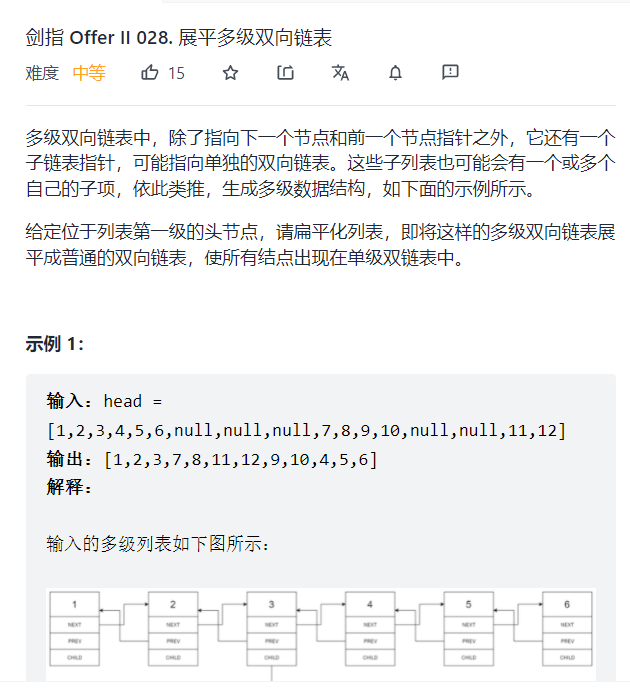 剑指 Offer II 028. 展平多级双向链表
难度 中等 15
多级双向链表中，除了指向下一个节点和前一个节点指针之外，它还有一个
子链表指针，可能指向单独的双向链表。这些子列表也可能会有一个或多个
自己的子项，依此类推，生成多级数据结构，如下面的示例所示。
给定位于列表第一级的头节点，请扁平化列表，即将这样的多级双向链表展
平成普通的双向链表，使所有结点出现在单级双链表中。
示例 1：
输入：head =
[1,2,3,4,5,6,null,null,null,7,8,9,10,null,null,11,12]
输出：[1,2,3,7,8,11,12,9,10,4,5,6]
解释：
输入的多级列表如下图所示：
1 2 3 4 5 6
NEXT NEXT NEXT NEXT NEXT NEXT
PREV PREV PREV PREV PREV PREV
CHILD CHILD CHILD CHILD CHILD CHILD